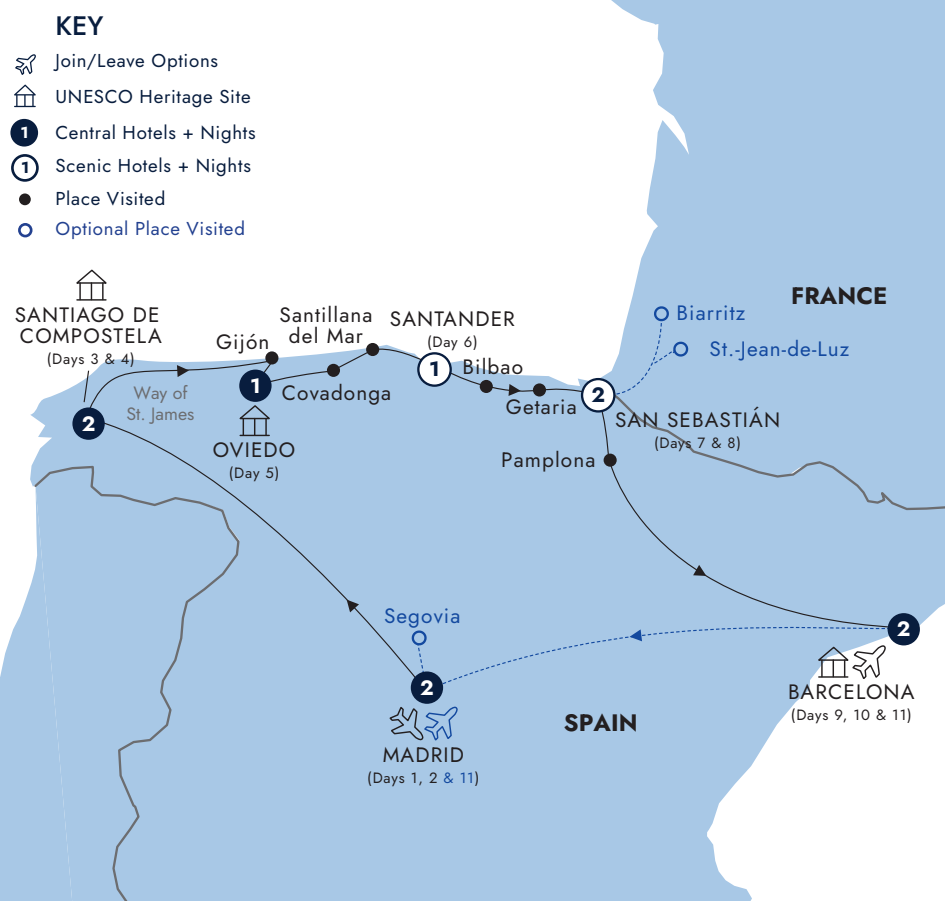 KEY
Join/Leave Options
UNESCO Heritage Site
1 Central Hotels + Nights
1 Scenic Hotels + Nights
Place Visited
Optional Place Visited
FRANCE
Biarritz
St.-Jean-de-Luz
SANTIAGO DE
COMPOSTELA
(Days 3 & 4)
2
Way of
St. James
Gijón
1
OVIEDO
(Day 5)
Covadonga
Santillana
del Mar
SANTANDER
(Day 6)
1
Bilbao
Getaria
2
SAN SEBASTIÁN
(Days 7 & 8)
Pamplona
Segovia
2
MADRID
(Days 1, 2 & 11)
SPAIN
2
BARCELONA
(Days 9, 10 & 11)